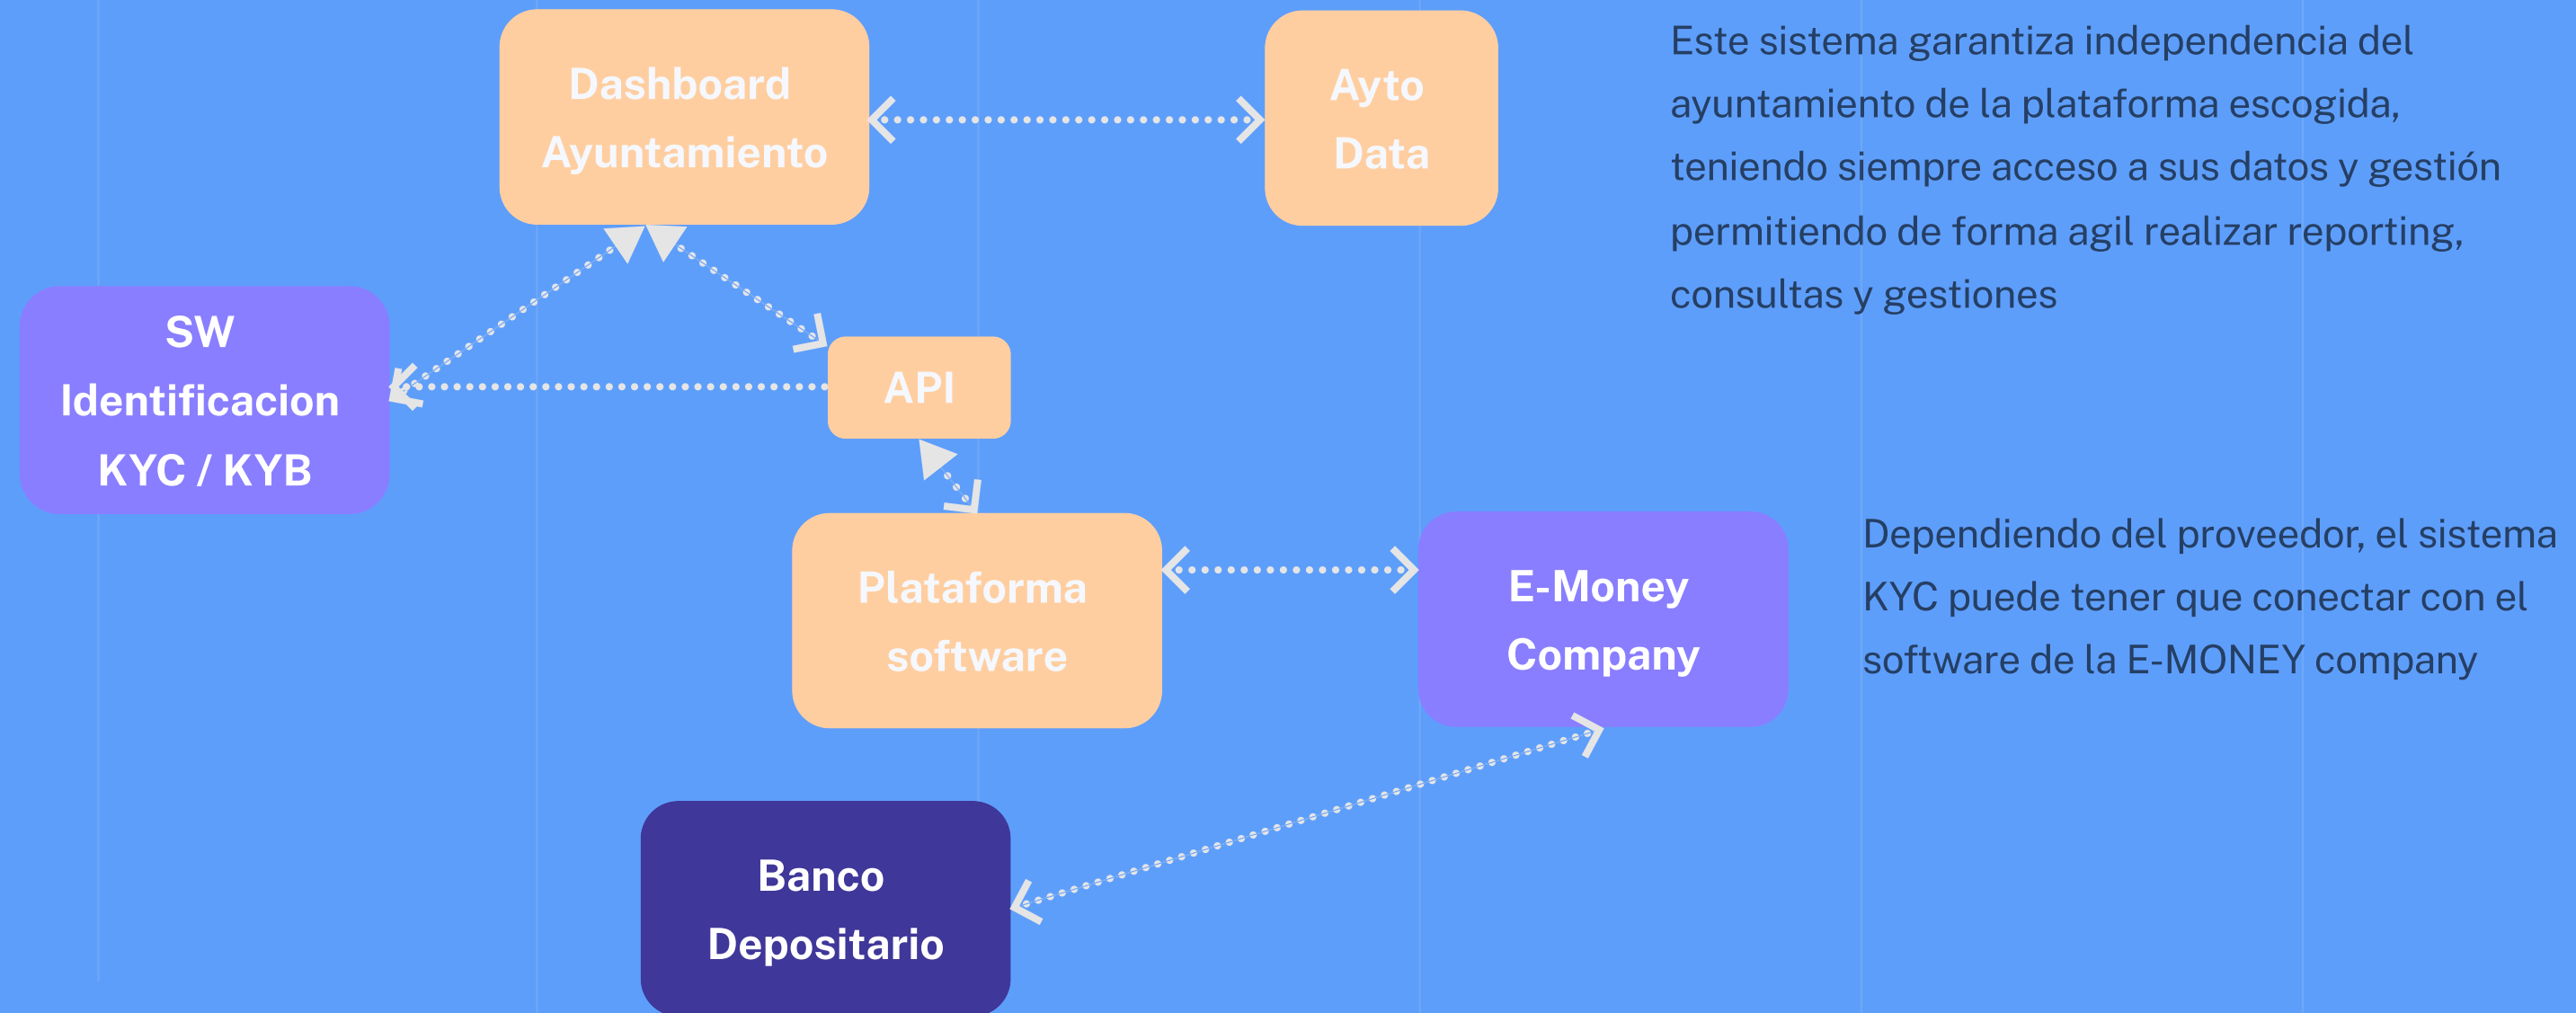 Dashboard
Ayuntamiento
Ayto
Data
Este sistema garantiza independencia del
ayuntamiento de la plataforma escogida,
teniendo siempre acceso a sus datos y gestión
permitiendo de forma agil realizar reporting,
consultas y gestiones
SW
Identificacion
KYC / KYB
API
Plataforma
software
E-Money
Company
Dependiendo del proveedor, el sistema
KYC puede tener que conectar con el
software de la E-MONEY company
Banco
Depositario